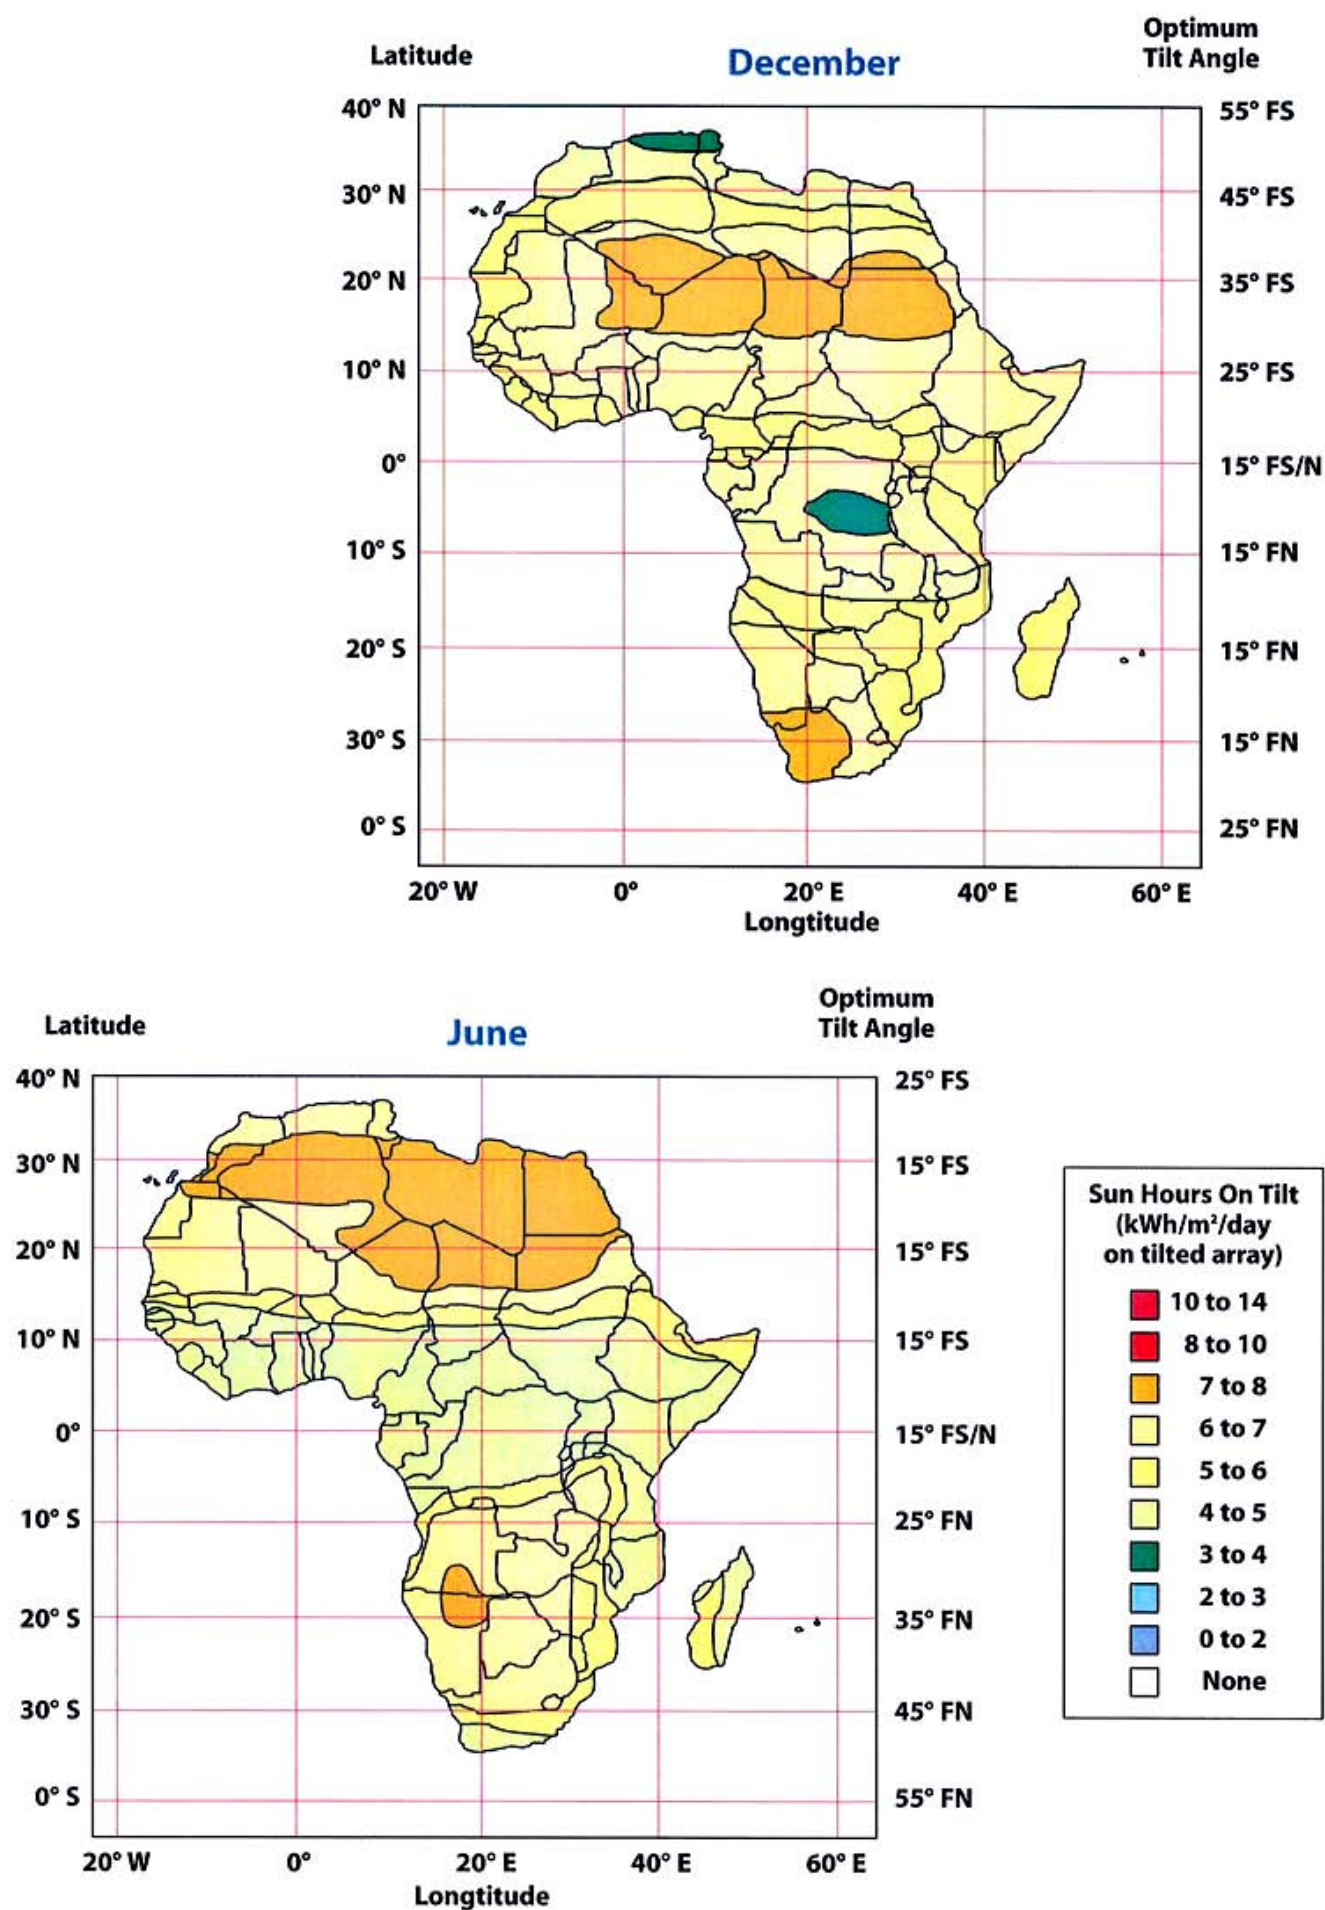 Latitude
December
Optimum
Tilt Angle
40° N
55° FS
30° N
45° FS
20° N
35° FS
10° N
25° FS
0°
15° FS/N
10° S
15° FN
20° S
15° FN
30° S
15° FN
0° S
25° FN
20° W
0°
20° E
40° E
60° E
Longtitude
Latitude
June
Optimum
Tilt Angle
40° N
25° FS
30° N
15° FS
20° N
15° FS
10° N
15° FS
0°
15° FS/N
10° S
25° FN
20° S
35° FN
30° S
45° FN
0° S
55° FN
20° W
0°
20° E
40° E
60° E
Longtitude
Sun Hours On Tilt
(kWh/m²/day
on tilted array)
10 to 14
8 to 10
7 to 8
6 to 7
5 to 6
4 to 5
3 to 4
2 to 3
0 to 2
None